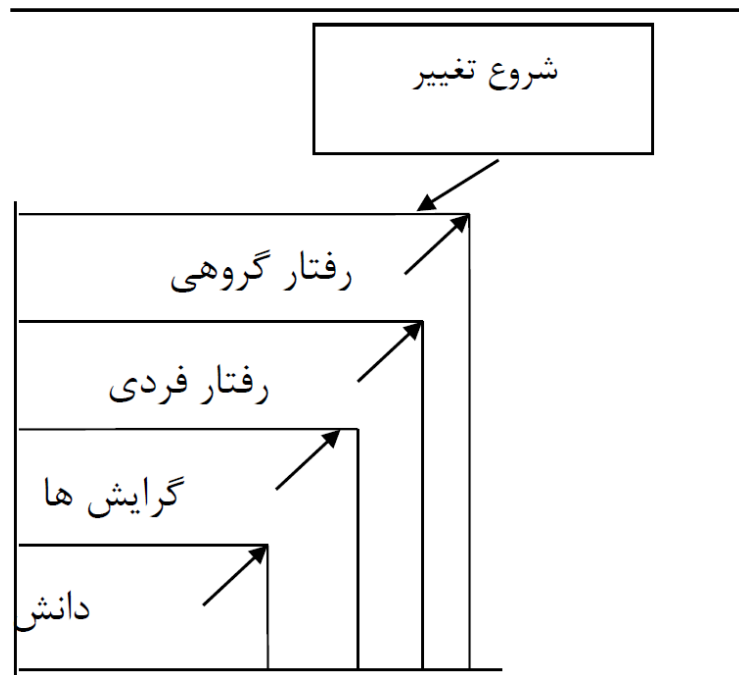 شروع تغییر
رفتار گروهی
رفتار فردی
گرایش ها
دانش